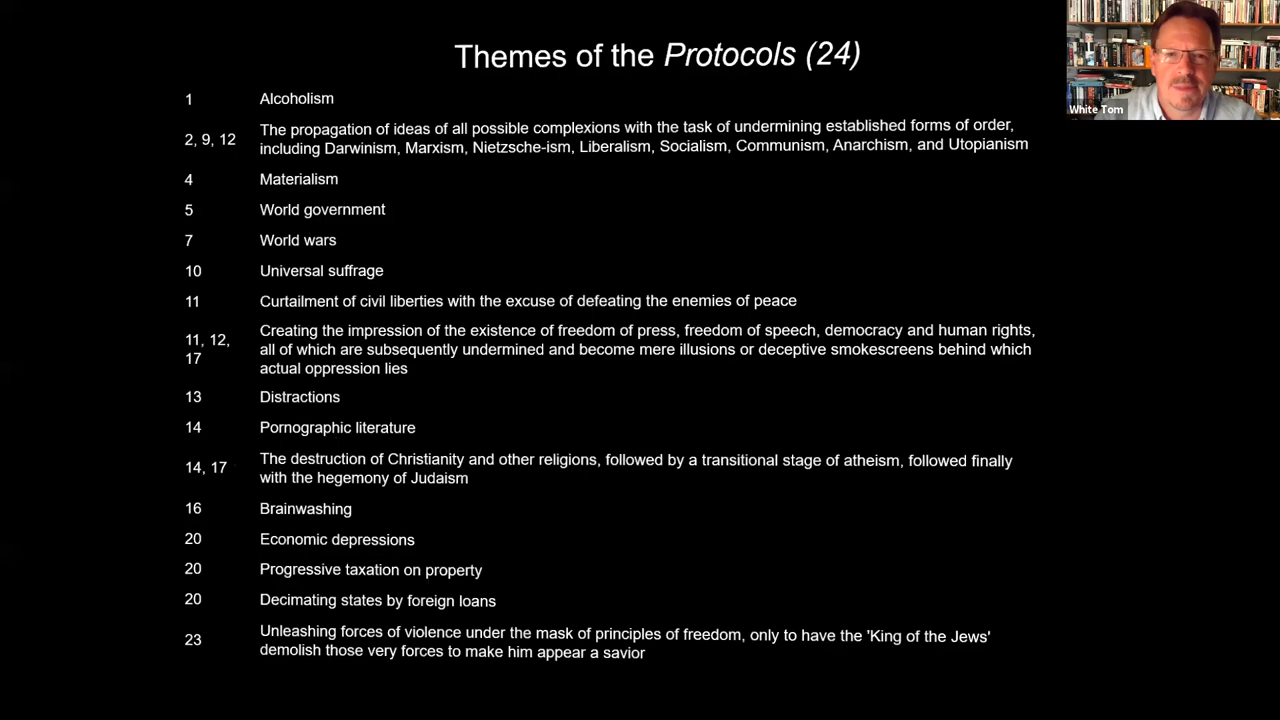 Themes of the Protocols (24)
White Tom
1 Alcoholism
2, 9, 12 The propagation of ideas of all possible complexions with the task of undermining established forms of order,
including Darwinism, Marxism, Nietzsche-ism, Liberalism, Socialism, Communism, Anarchism, and Utopianism
4 Materialism
5 World government
7 World wars
10 Universal suffrage
11 Curtailment of civil liberties with the excuse of defeating the enemies of peace
11, 12,
17
Creating the impression of the existence of freedom of press, freedom of speech, democracy and human rights,
all of which are subsequently undermined and become mere illusions or deceptive smokescreens behind which
actual oppression lies
13 Distractions
14 Pornographic literature
14, 17 The destruction of Christianity and other religions, followed by a transitional stage of atheism, followed finally
with the hegemony of Judaism
16 Brainwashing
20 Economic depressions
20 Progressive taxation on property
20 Decimating states by foreign loans
23 Unleashing forces of violence under the mask of principles of freedom, only to have the 'King of the Jews'
demolish those very forces to make him appear a savior